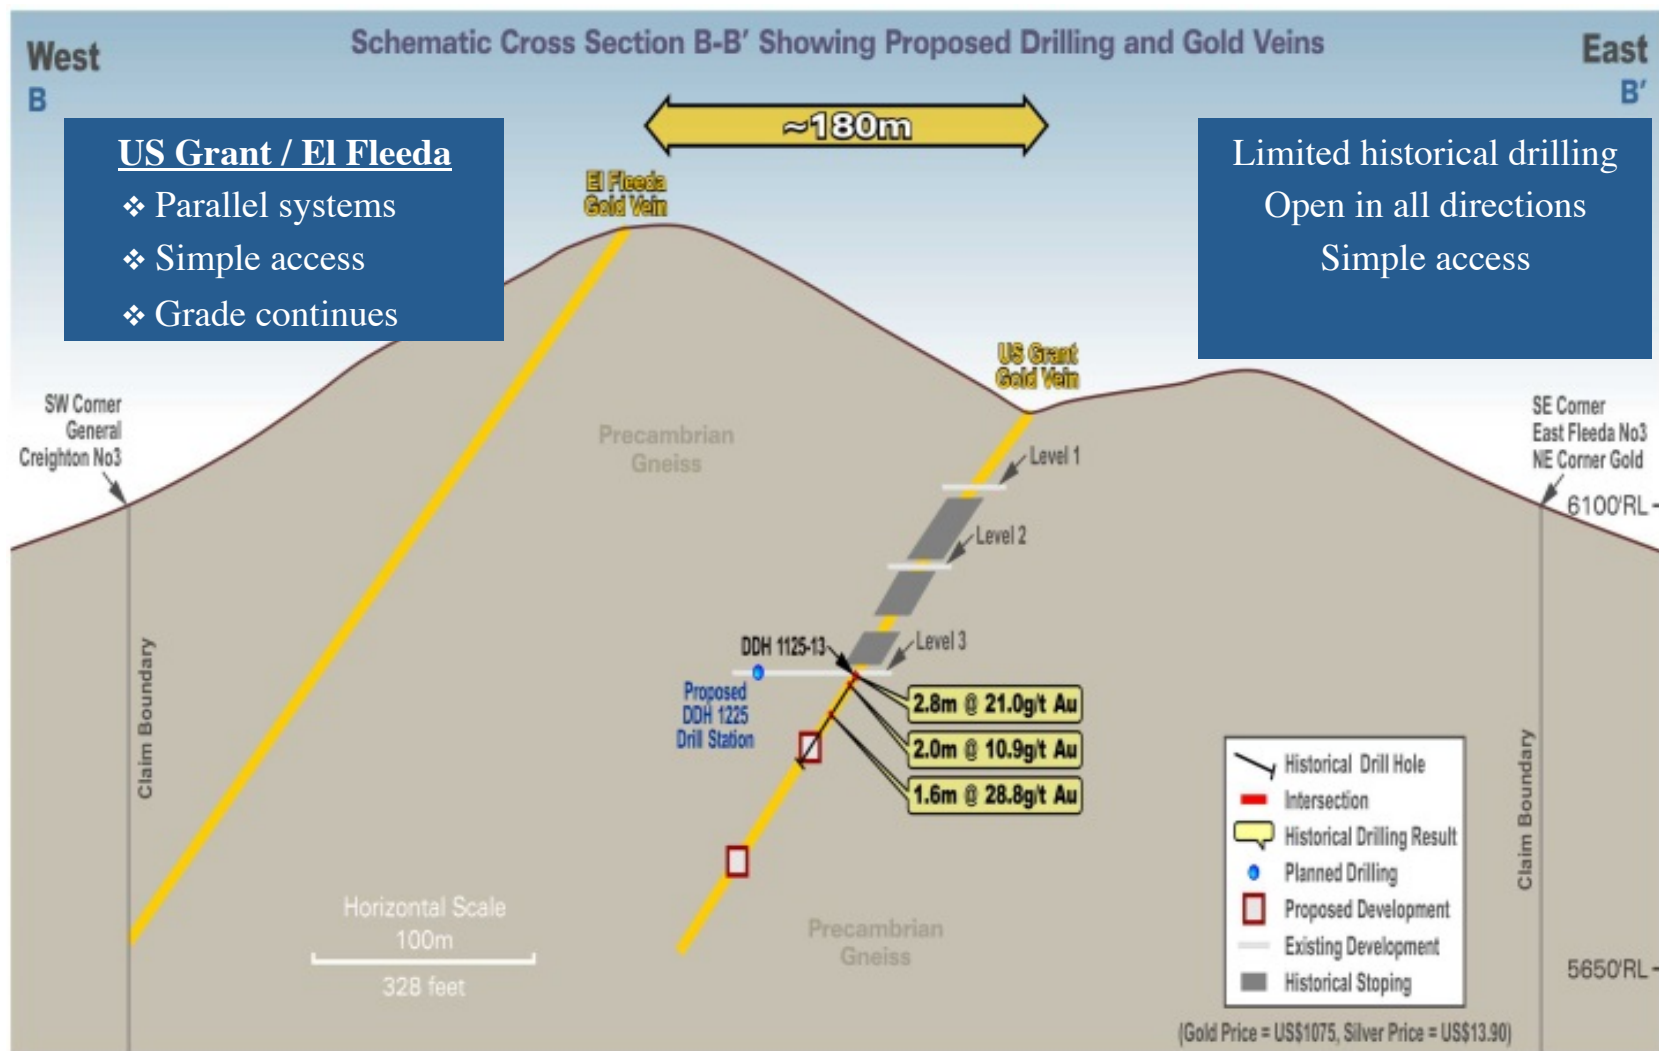 Schematic Cross Section B-B' Showing Proposed Drilling and Gold Veins
West
B
East
B'
~180m
US Grant / El Fleeda
❖ Parallel systems
❖ Simple access
❖ Grade continues
Limited historical drilling
Open in all directions
Simple access
El Fleeda
Gold Vein
US Grant
Gold Vein
SW Corner
General
Creighton No3
SE Corner
East Fleeda No3
NE Corner Gold
6100'RL
Precambrian
Gneiss
Level 1
Level 2
Level 3
DDH 1125-13
Proposed
DDH 1225
Drill Station
2.8m @ 21.0g/t Au
2.0m @ 10.9g/t Au
1.6m @ 28.8g/t Au
Claim Boundary
Claim Boundary
Horizontal Scale
100m
328 feet
Precambrian
Gneiss
Historical Drill Hole
Intersection
Historical Drilling Result
Planned Drilling
Proposed Development
Existing Development
Historical Stoping
5650'RL
(Gold Price = US$1075, Silver Price = US$13.90)